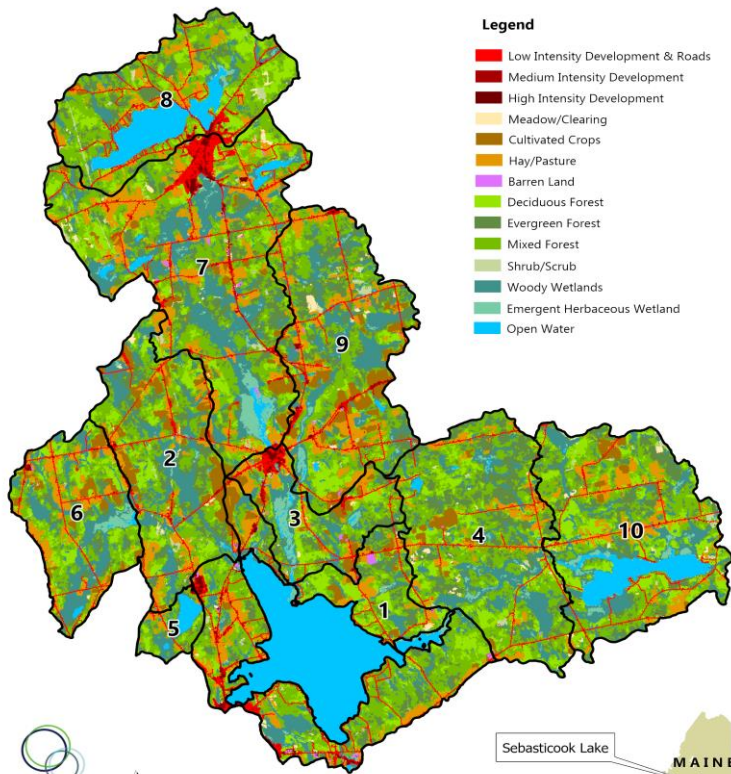 Legend
Low Intensity Development & Roads
Medium Intensity Development
High Intensity Development
Meadow/Clearing
Cultivated Crops
Hay/Pasture
Barren Land
Deciduous Forest
Evergreen Forest
Mixed Forest
Shrub/Scrub
Woody Wetlands
Emergent Herbaceous Wetland
Open Water
8
7
9
2
6
3
4
10
1
5
Sebasticook Lake
MAINE